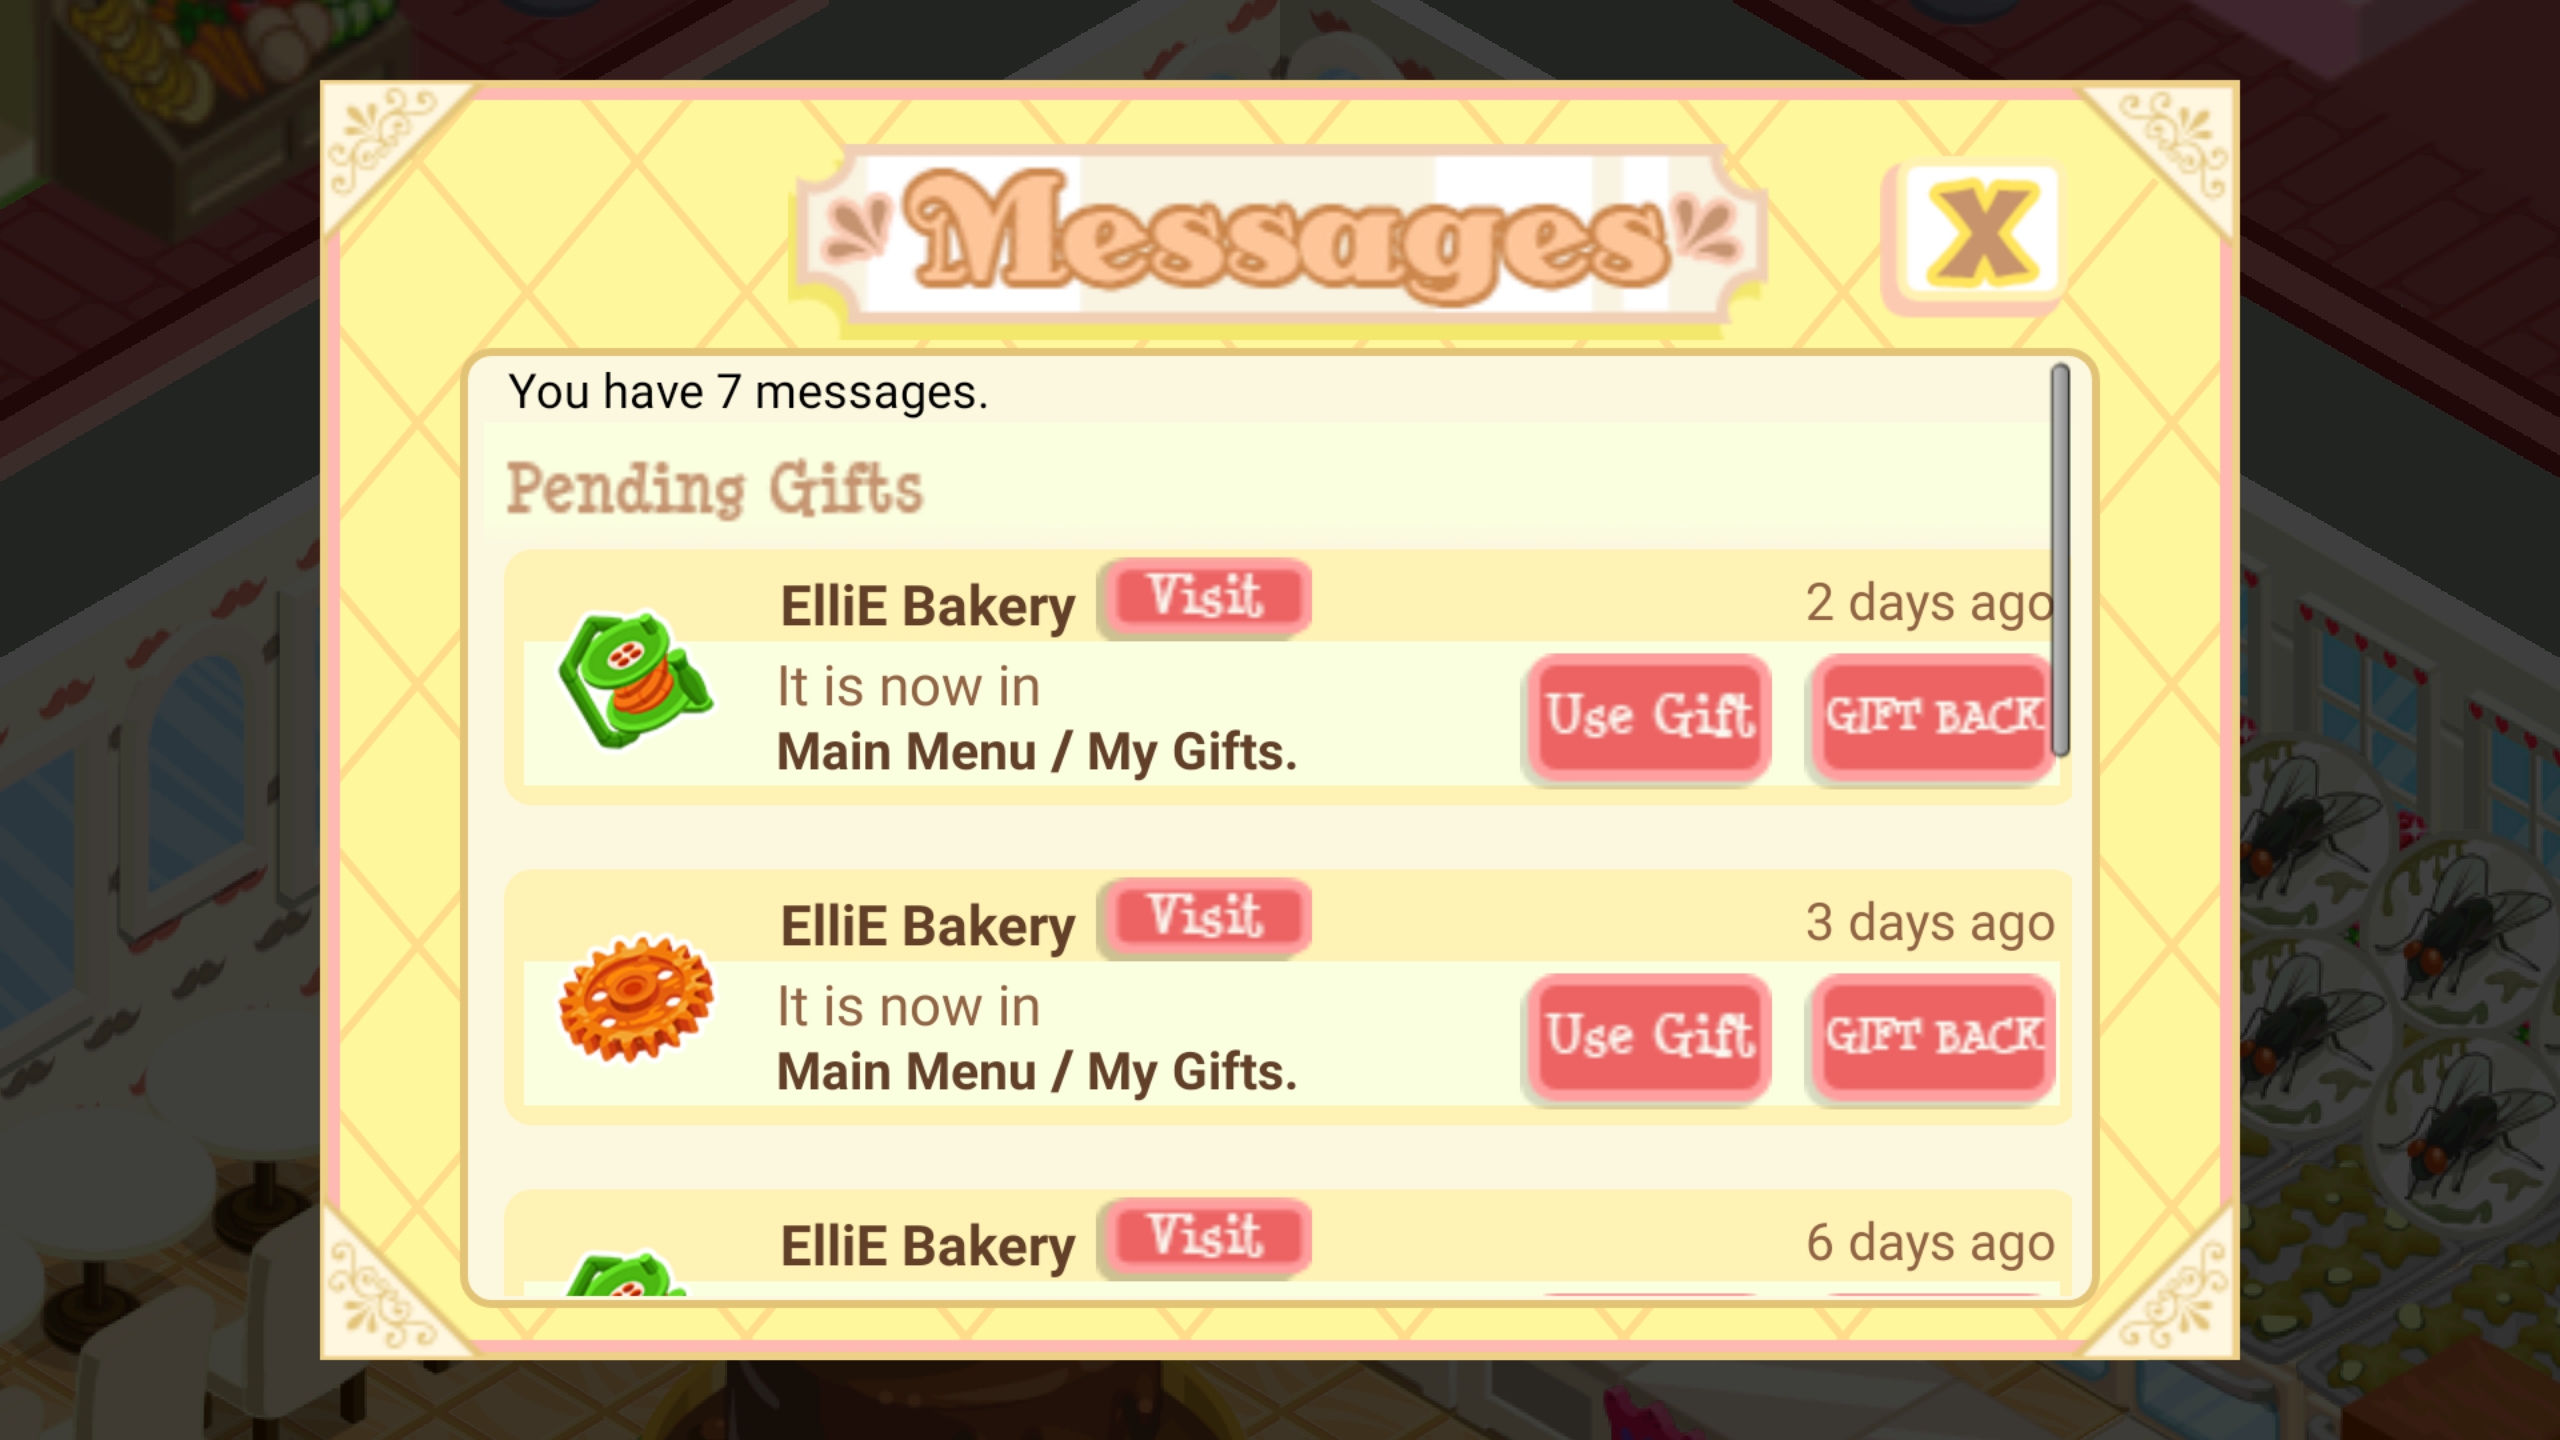 Messages
X
You have 7 messages.
Pending Gifts
ElliE Bakery Visit 2 days ago
It is now in
Main Menu / My Gifts.
Use Gift GIFT BACK
ElliE Bakery Visit 3 days ago
It is now in
Main Menu / My Gifts.
Use Gift GIFT BACK
ElliE Bakery Visit 6 days ago